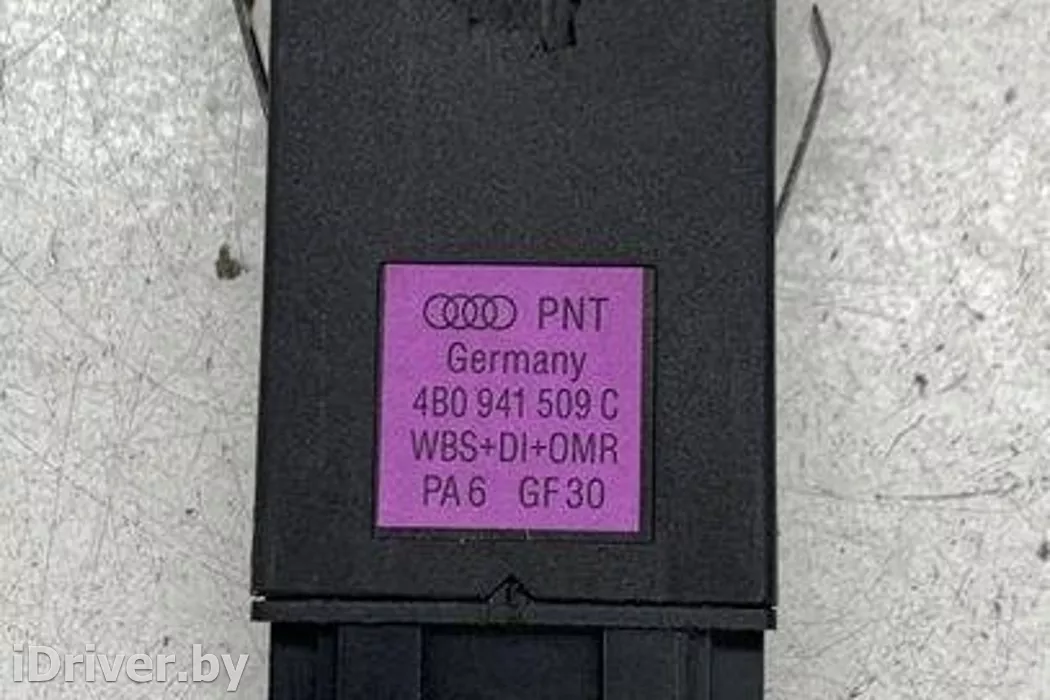 PNT
Germany
4B0 941 509 C
WBS+DI+OMR
PA 6 GF 30
iDriver.by